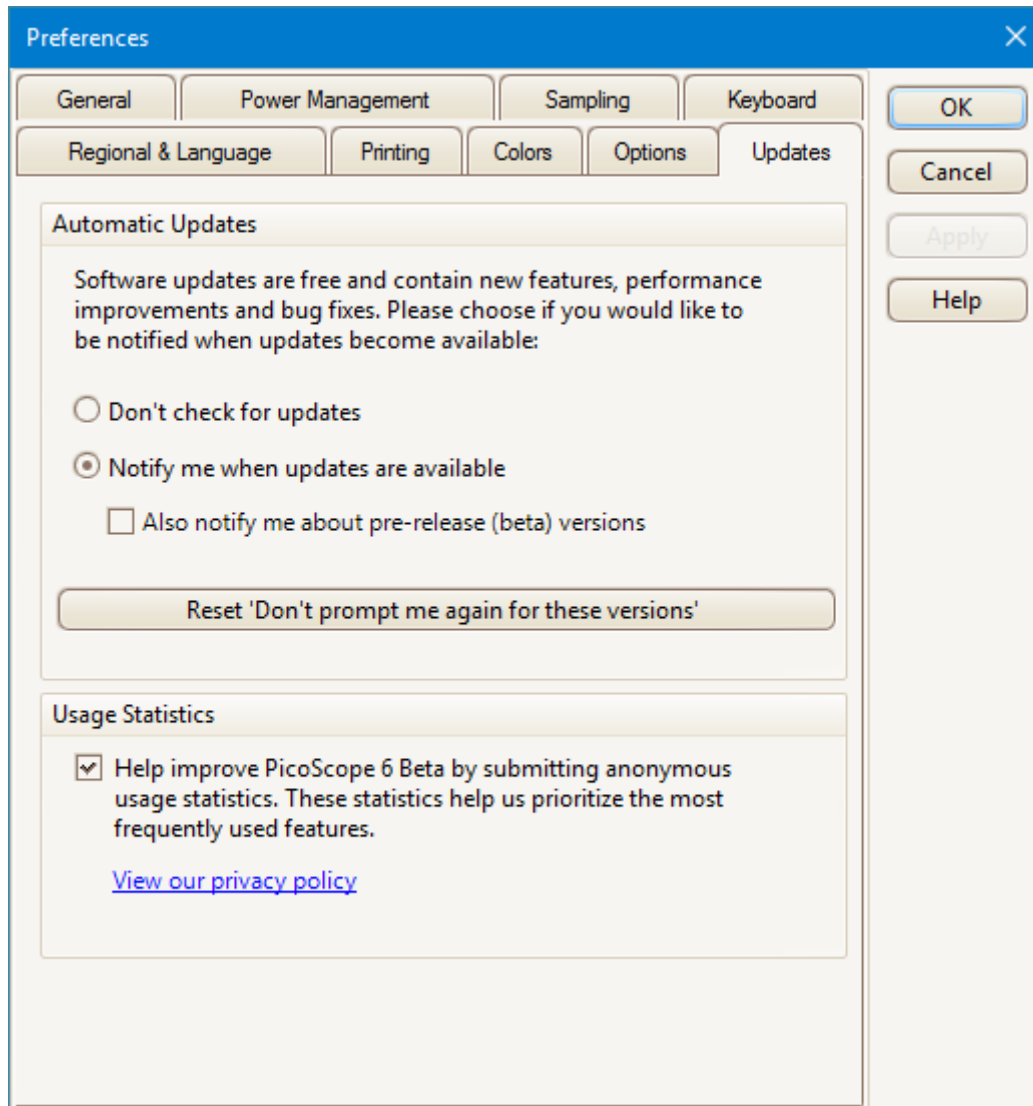 Preferences
General Power Management Sampling Keyboard
Regional & Language Printing Colors Options Updates
OK
Cancel
Apply
Help
Automatic Updates
Software updates are free and contain new features, performance
improvements and bug fixes. Please choose if you would like to
be notified when updates become available:
Don't check for updates
Notify me when updates are available
Also notify me about pre-release (beta) versions
Reset 'Don't prompt me again for these versions'
Usage Statistics
Help improve PicoScope 6 Beta by submitting anonymous
usage statistics. These statistics help us prioritize the most
frequently used features.
View our privacy policy